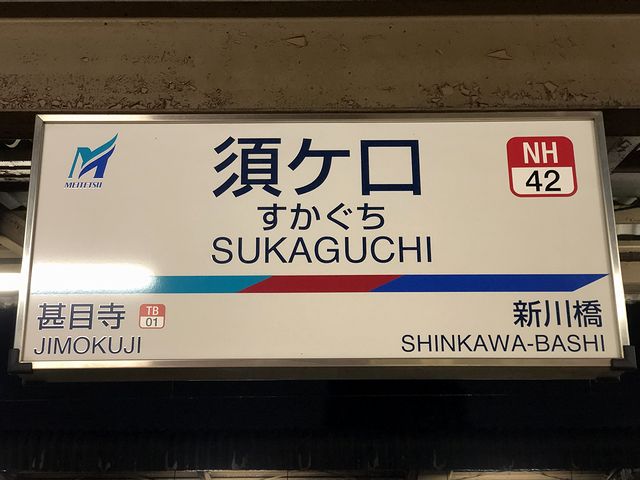 MEITETSU
須ケ口
すかぐち
SUKAGUCHI
NH
42
甚目寺
TB
01
JIMOKUJI
新川橋
SHINKAWA-BASHI